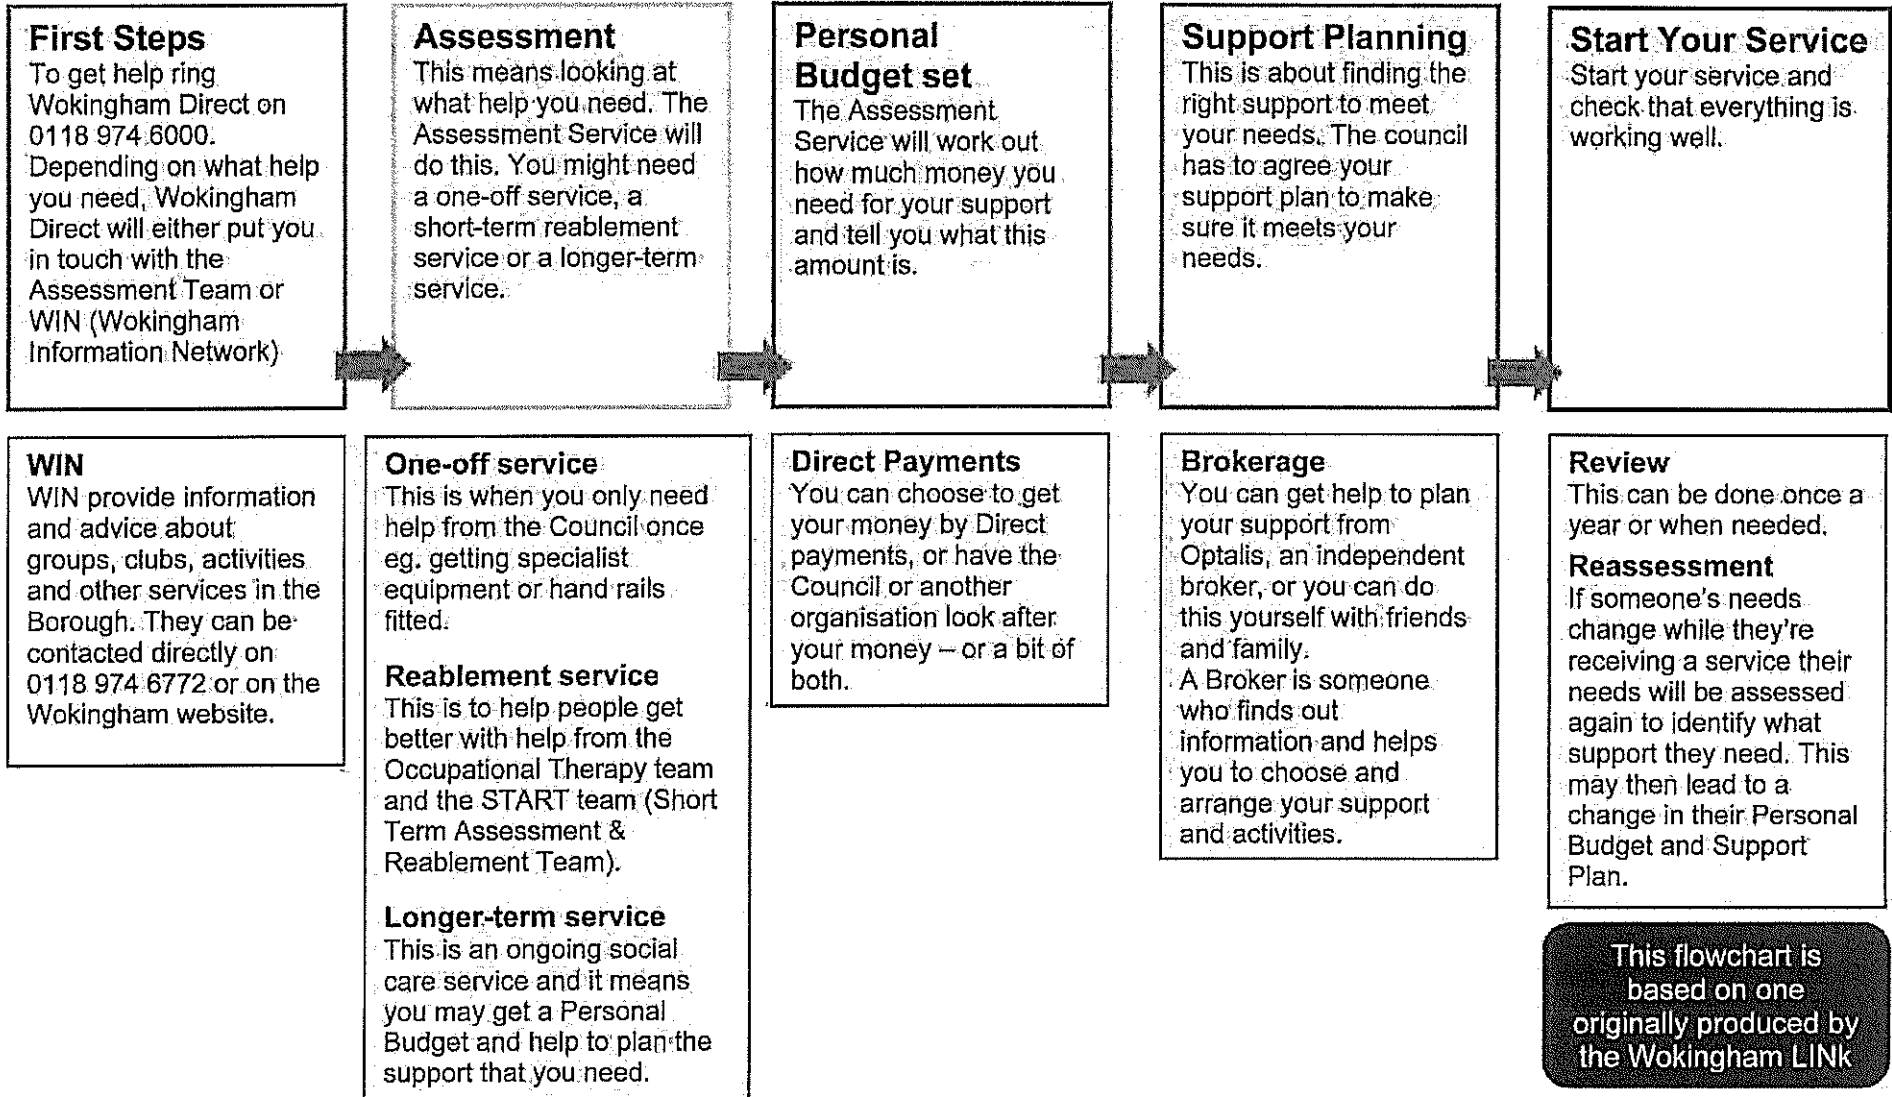 First Steps
To get help ring
Wokingham Direct on
0118 974 6000.
Depending on what help
you need, Wokingham
Direct will either put you
in touch with the
Assessment Team or
WIN (Wokingham
Information Network)
Assessment
This means looking at
what help you need. The
Assessment Service will
do this. You might need
a one-off service, a
short-term reablement
service or a longer-term
service.
Personal
Budget set
The Assessment
Service will work out
how much money you
need for your support
and tell you what this
amount is.
Support Planning
This is about finding the
right support to meet
your needs. The council
has to agree your
support plan to make
sure it meets your
needs.
Start Your Service
Start your service and
check that everything is
working well.
WIN
WIN provide information
and advice about
groups, clubs, activities
and other services in the
Borough. They can be
contacted directly on
0118 974 6772 or on the
Wokingham website.
One-off service
This is when you only need
help from the Council once
eg. getting specialist
equipment or hand rails
fitted.
Reablement service
This is to help people get
better with help from the
Occupational Therapy team
and the START team (Short
Term Assessment &
Reablement Team).
Longer-term service
This is an ongoing social
care service and it means
you may get a Personal
Budget and help to plan the
support that you need.
Direct Payments
You can choose to get
your money by Direct
payments, or have the
Council or another
organisation look after
your money – or a bit of
both.
Brokerage
You can get help to plan
your support from
Optalis, an independent
broker, or you can do
this yourself with friends
and family.
A Broker is someone
who finds out
information and helps
you to choose and
arrange your support
and activities.
Review
This can be done once a
year or when needed.
Reassessment
If someone's needs
change while they're
receiving a service their
needs will be assessed
again to identify what
support they need. This
may then lead to a
change in their Personal
Budget and Support
Plan.
This flowchart is
based on one
originally produced by
the Wokingham LINk